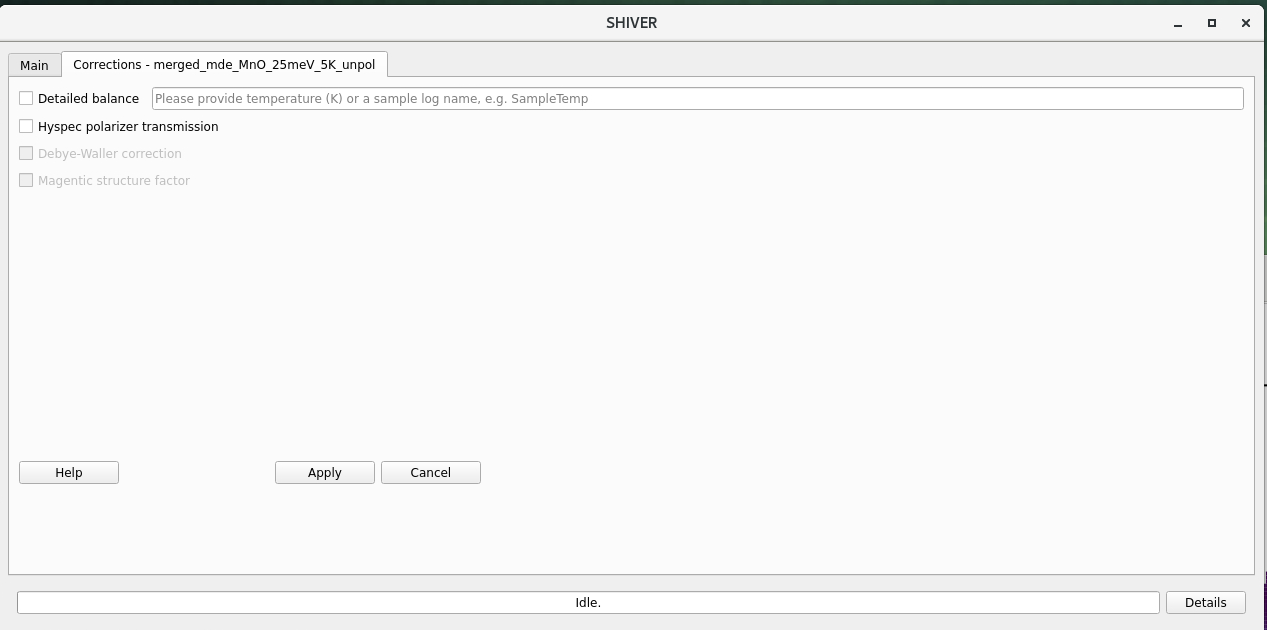 SHIVER
Main
Corrections - merged_mde_MnO_25meV_5K_unpol
Detailed balance
Please provide temperature (K) or a sample log name, e.g. SampleTemp
Hyspec polarizer transmission
Debye-Waller correction
Magentic structure factor
Help
Apply
Cancel
Idle.
Details